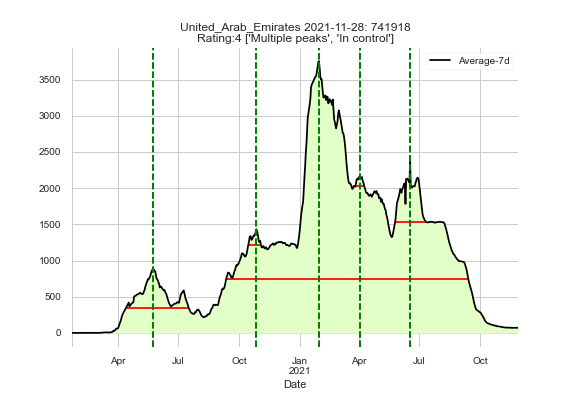 United_Arab_Emirates 2021-11-28: 741918
Rating:4 ['Multiple peaks', 'In control']
Average-7d
3500
3000
2500
2000
1500
1000
500
0
Apr Jul Oct Jan Apr Jul Oct
2021
Date